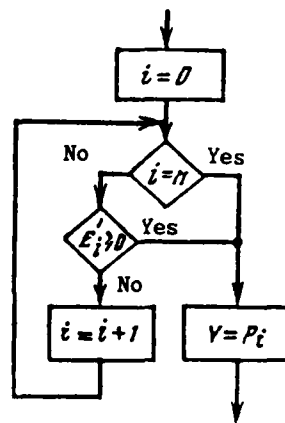 i = 0
No
Yes
i = n
E'i ≥ 0
Yes
No
i = i + 1
V = Pi